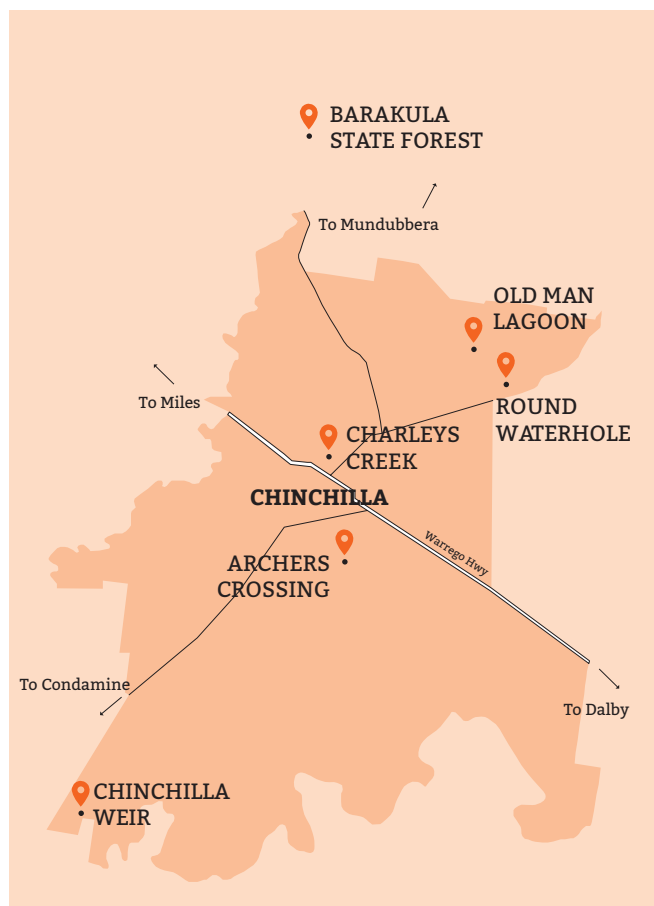 BARAKULA
STATE FOREST
To Mundubbera
OLD MAN
LAGOON
To Miles
ROUND
WATERHOLE
CHARLEYS
CREEK
CHINCHILLA
Warrego Hwy
ARCHERS
CROSSING
To Condamine
To Dalby
CHINCHILLA
WEIR